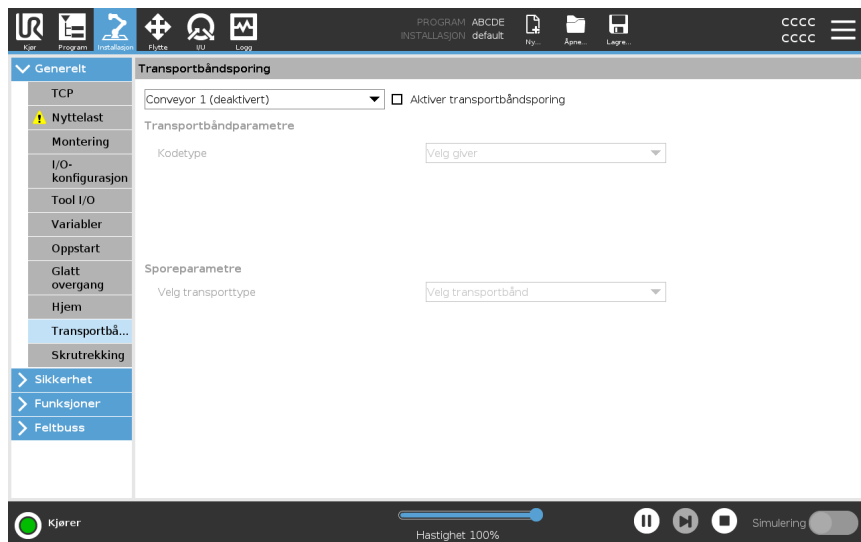 UR
Kjør
Program
Installasjon
Flytte
I/U
Logg
PROGRAM ABCDE
INSTALLASJON default
Ny...
Åpne...
Lagre...
CCCC
CCCC
Generelt
TCP
Nyttelast
Montering
I/O-
konfigurasjon
Tool I/O
Variabler
Oppstart
Glatt
overgang
Hjem
Transportbå...
Skrutrekking
Sikkerhet
Funksjoner
Feltbuss
Transportbåndsporing
Conveyor 1 (deaktivert)
Aktiver transportbåndsporing
Transportbåndparametre
Kodetype
Velg giver
Sporeparametre
Velg transporttype
Velg transportbånd
Kjører
Hastighet 100%
Simulering